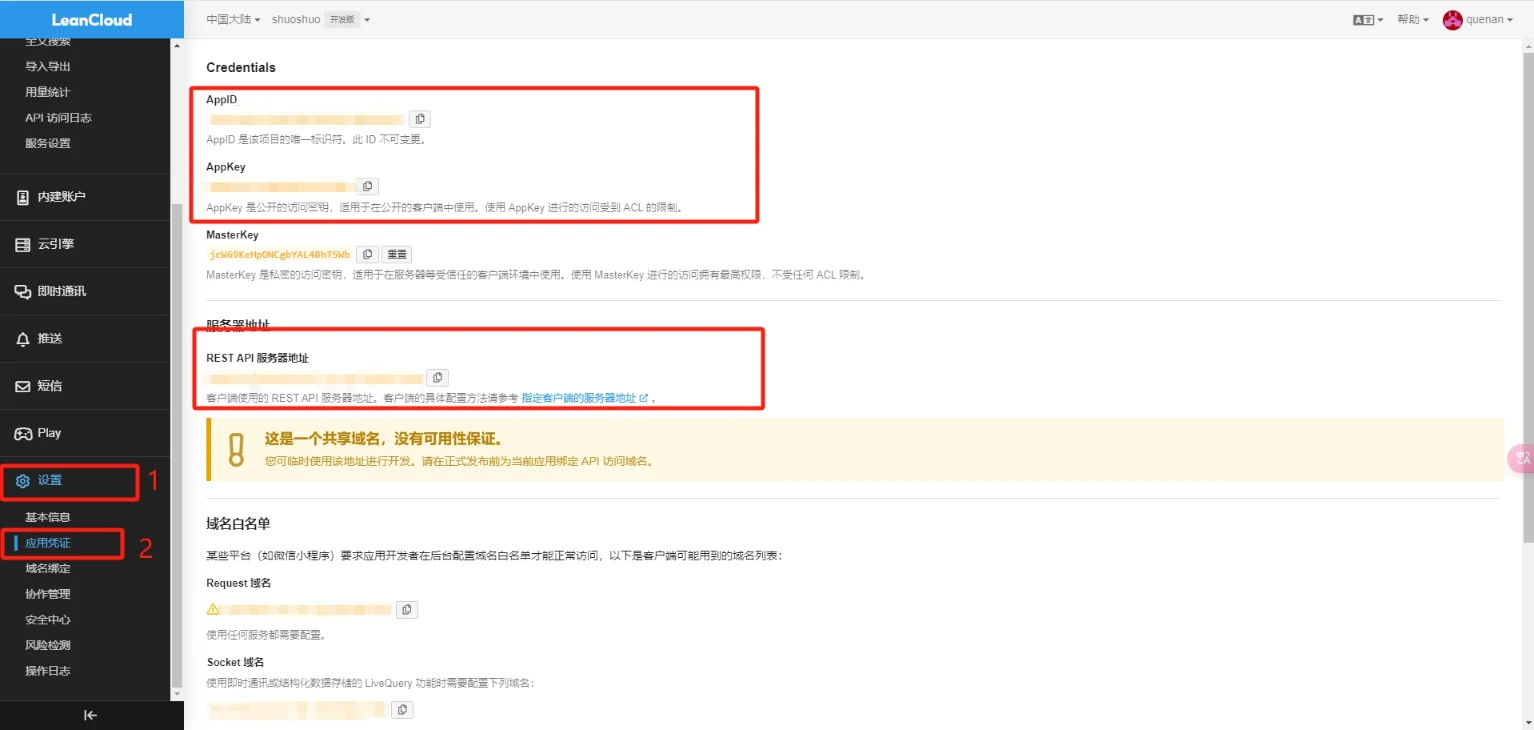 LeanCloud
中国大陆
shuoshuo
开发版
帮助
quenan
全文搜索
导入导出
用量统计
API 访问日志
服务设置
内建账户
云引擎
即时通讯
推送
短信
Play
设置
1
基本信息
应用凭证
2
域名绑定
协作管理
安全中心
风险检测
操作日志
Credentials
AppID
AppID 是该项目的唯一标识符。此 ID 不可变更。
AppKey
AppKey 是公开的访问密钥，适用于在公开的客户端中使用。使用 AppKey 进行的访问受到 ACL 的限制。
MasterKey
jcW69KeHpONCgbYAL4BhT5Wb
重置
MasterKey 是私密的访问密钥，适用于在服务器等受信任的客户端环境中使用。使用 MasterKey 进行的访问拥有最高权限，不受任何 ACL 限制。
服务器地址
REST API 服务器地址
客户端使用的 REST API 服务器地址。客户端的具体配置方法请参考 指定客户端的服务器地址 。
这是一个共享域名，没有可用性保证。
您可临时使用该地址进行开发。请在正式发布前为当前应用绑定 API 访问域名。
域名白名单
某些平台（如微信小程序）要求应用开发者在后台配置域名白名单才能正常访问，以下是客户端可能用到的域名列表：
Request 域名
使用任何服务都需要配置。
Socket 域名
使用即时通讯或结构化数据存储的 LiveQuery 功能时需要配置下列域名：